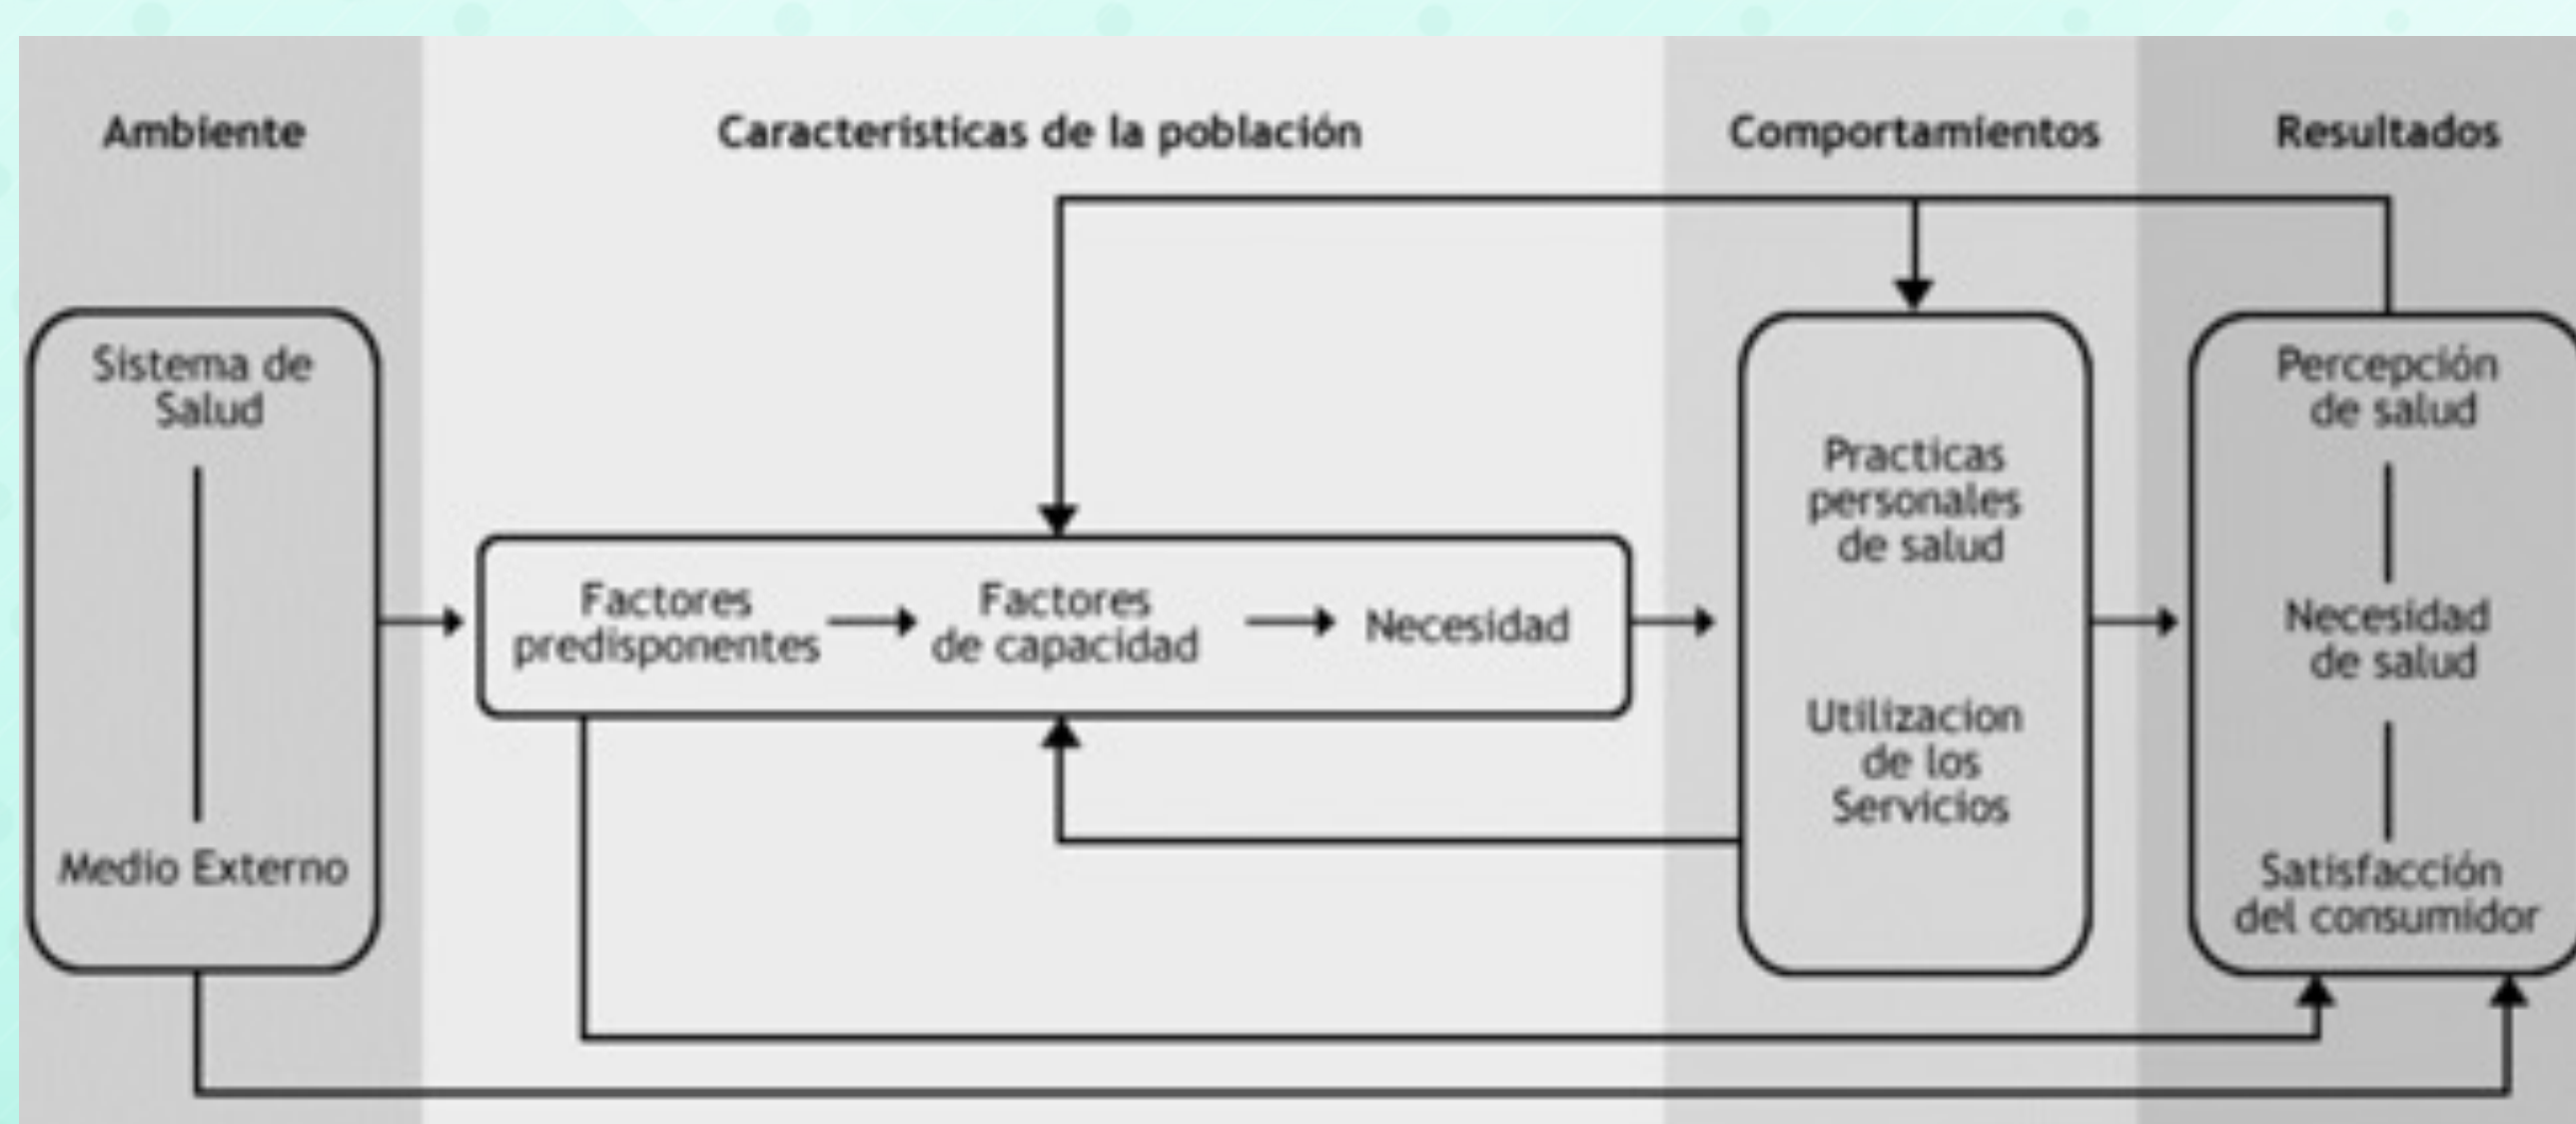 Ambiente
Características de la población
Comportamientos
Resultados
Sistema de
Salud
Medio Externo
Factores
predisponentes
Factores
de capacidad
Necesidad
Practicas
personales
de salud
Utilizacion
de los
Servicios
Percepción
de salud
Necesidad
de salud
Satisfacción
del consumidor